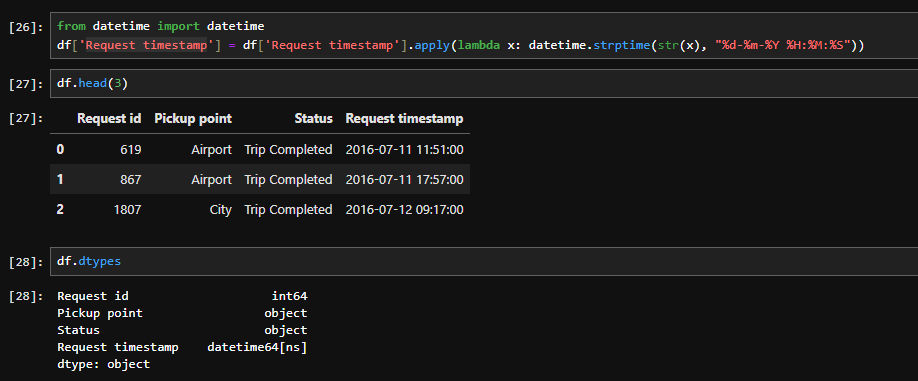 [26]: from datetime import datetime
df['Request timestamp'] = df['Request timestamp'].apply(lambda x: datetime.strptime(str(x), "%d-%m-%Y %H:%M:%S"))
[27]: df.head(3)
[27]: Request id Pickup point Status Request timestamp
0 619 Airport Trip Completed 2016-07-11 11:51:00
1 867 Airport Trip Completed 2016-07-11 17:57:00
2 1807 City Trip Completed 2016-07-12 09:17:00
[28]: df.dtypes
[28]: Request id int64
Pickup point object
Status object
Request timestamp datetime64[ns]
dtype: object